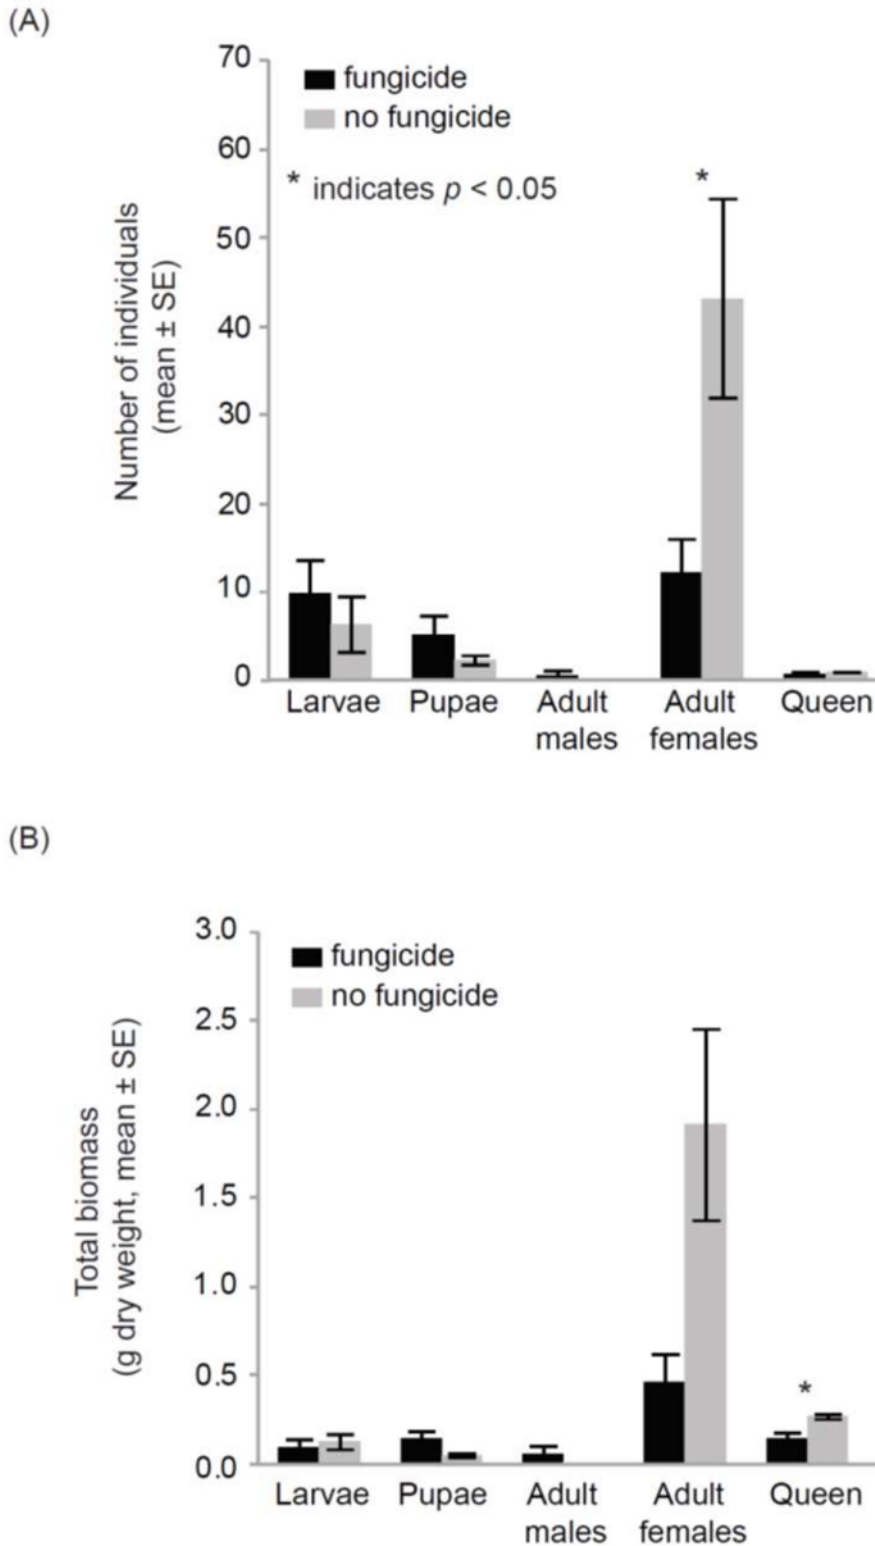 (A)
70
60
50
40
30
20
10
0
Number of individuals
(mean ± SE)
fungicide
no fungicide
* indicates p < 0.05
*
Larvae Pupae Adult males Adult females Queen
(B)
3.0
2.5
2.0
1.5
1.0
0.5
0.0
Total biomass
(g dry weight, mean ± SE)
fungicide
no fungicide
*
Larvae Pupae Adult males Adult females Queen